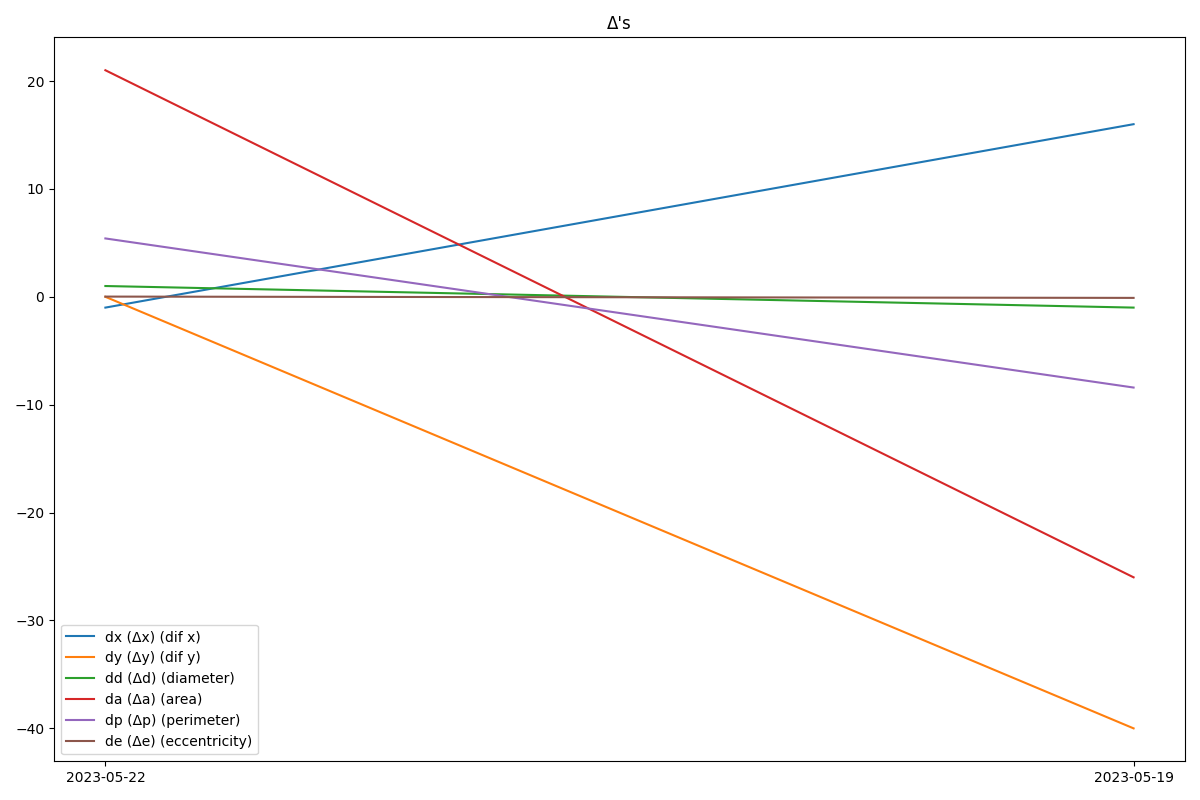 Δ's
20
10
0
−10
−20
−30
−40
dx (Δx) (dif x)
dy (Δy) (dif y)
dd (Δd) (diameter)
da (Δa) (area)
dp (Δp) (perimeter)
de (Δe) (eccentricity)
2023-05-22
2023-05-19